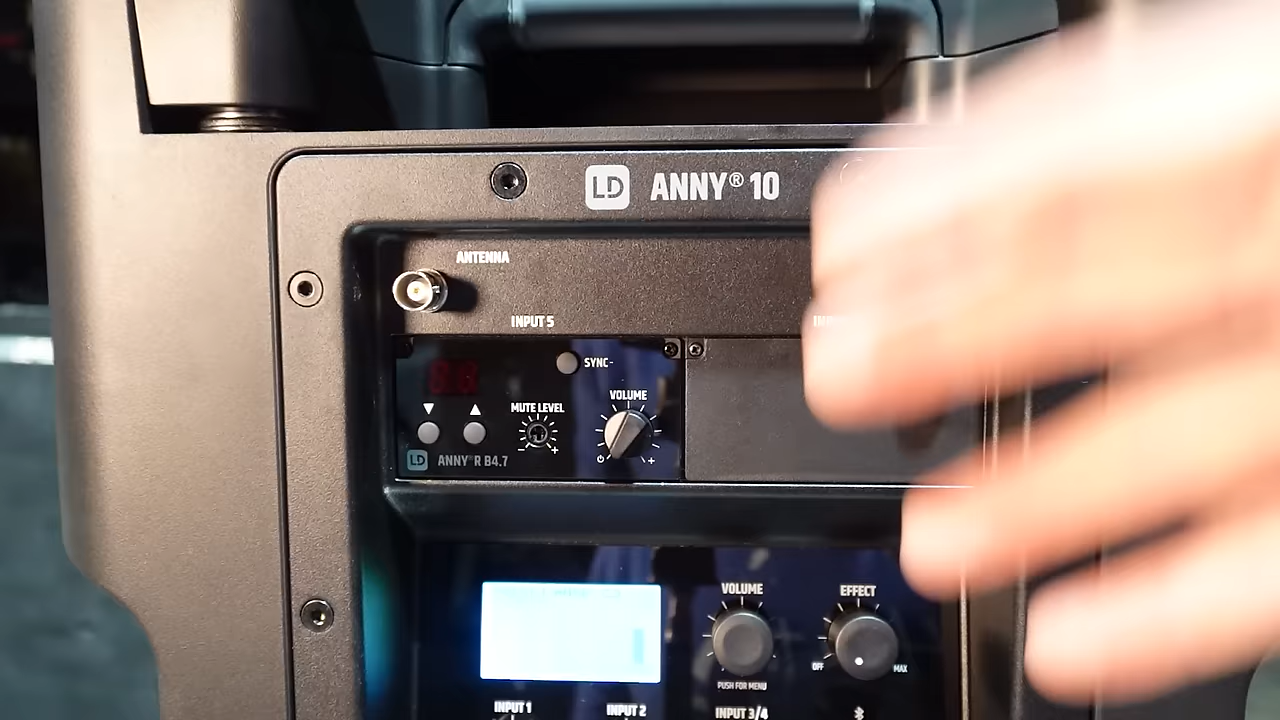 LD ANNY® 10
ANTENNA
INPUT 5
SYNC
MUTE LEVEL
VOLUME
- +
+
LD ANNY® R B4.7
VOLUME
EFFECT
OFF
MAX
PUSH FOR MENU
INPUT 1
INPUT 2
INPUT 3/4